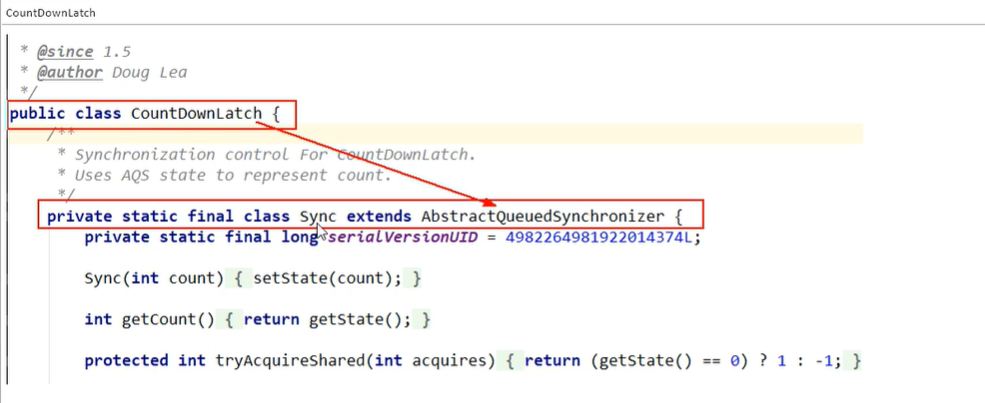 CountDownLatch
* @since 1.5
* @author Doug Lea
*/
public class CountDownLatch {
/**
* Synchronization control For CountDownLatch.
* Uses AQS state to represent count.
*/
private static final class Sync extends AbstractQueuedSynchronizer {
private static final long serialVersionUID = 4982264981922014374L;
Sync(int count) { setState(count); }
int getCount() { return getState(); }
protected int tryAcquireShared(int acquires) { return (getState() == 0) ? 1 : -1; }